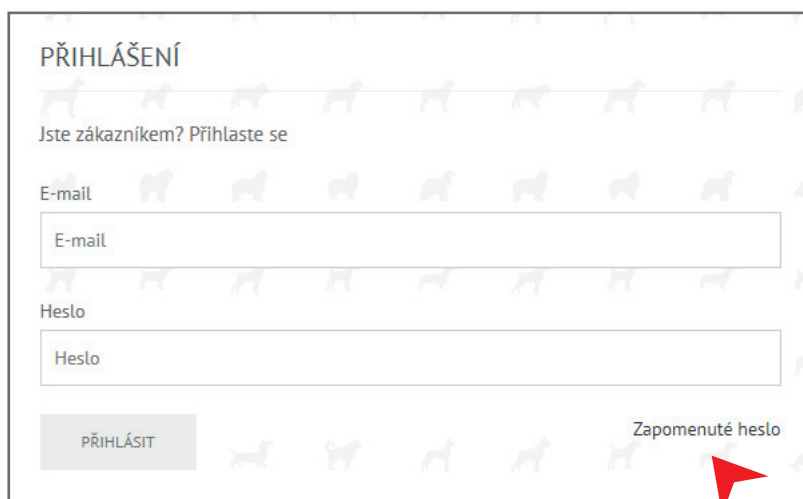 PŘIHLÁŠENÍ
Jste zákazníkem? Přihlaste se
E-mail
E-mail
Heslo
Heslo
PŘIHLÁSIT
Zapomenuté heslo